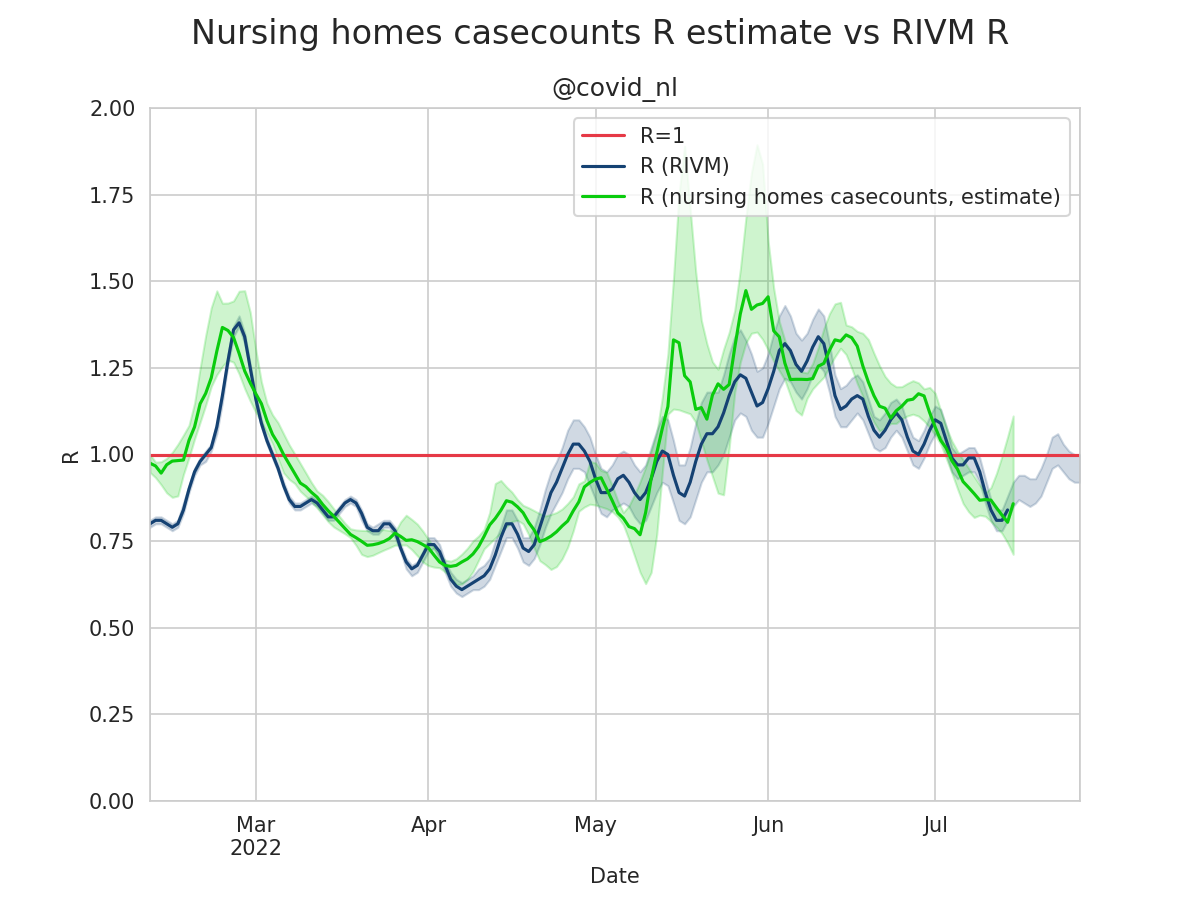 Nursing homes casecounts R estimate vs RIVM R
@covid_nl
R=1
R (RIVM)
R (nursing homes casecounts, estimate)
2.00
1.75
1.50
1.25
1.00
0.75
0.50
0.25
0.00
R
Mar
2022
Apr
May
Jun
Jul
Date